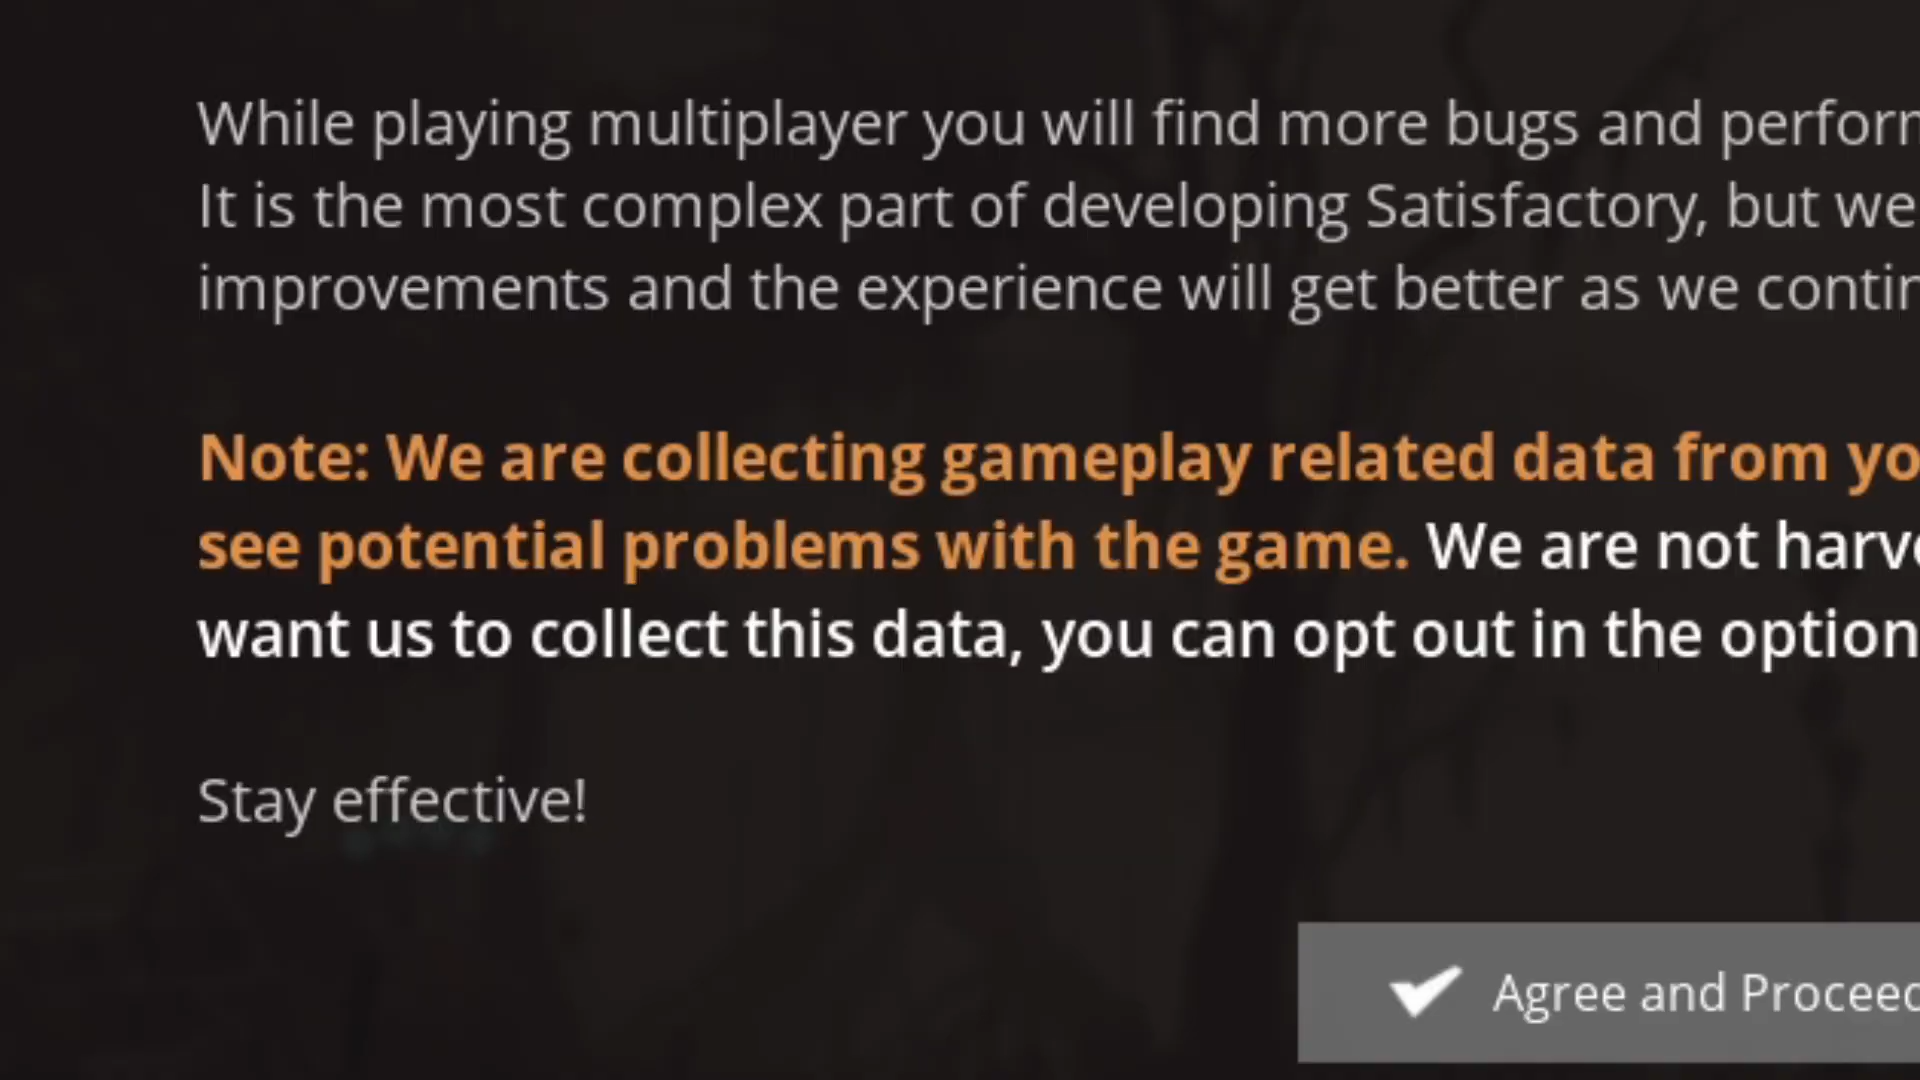 While playing multiplayer you will find more bugs and perfor
It is the most complex part of developing Satisfactory, but we
improvements and the experience will get better as we contin
Note: We are collecting gameplay related data from yo
see potential problems with the game. We are not harve
want us to collect this data, you can opt out in the option
Stay effective!
Agree and Proceed